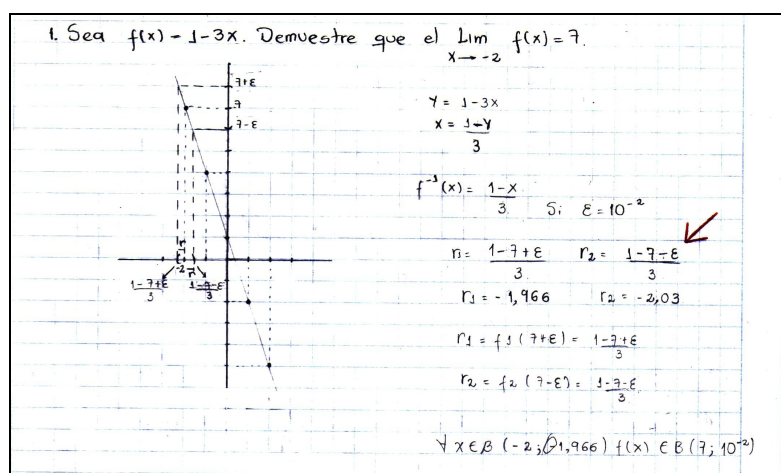 1. Sea f(x) = 1-3x. Demuestre que el Lim f(x) = 7.
x→-2
7+ε
7
7-ε
y = 1-3x
x = 1-y
3
f⁻¹(x) = 1-x
3
Si ε = 10⁻²
r1 = 1-7+ε
3
r2 = 1-7-ε
3
-2
1-7+ε
3
1-7-ε
3
r1 = -1,966
r2 = -2,03
r1 = f1 (7+ε) = 1-7+ε
3
r2 = f2 (7-ε) = 1-7-ε
3
∀ x ∈ B (-2; -1,966) f(x) ∈ B (7; 10⁻²)